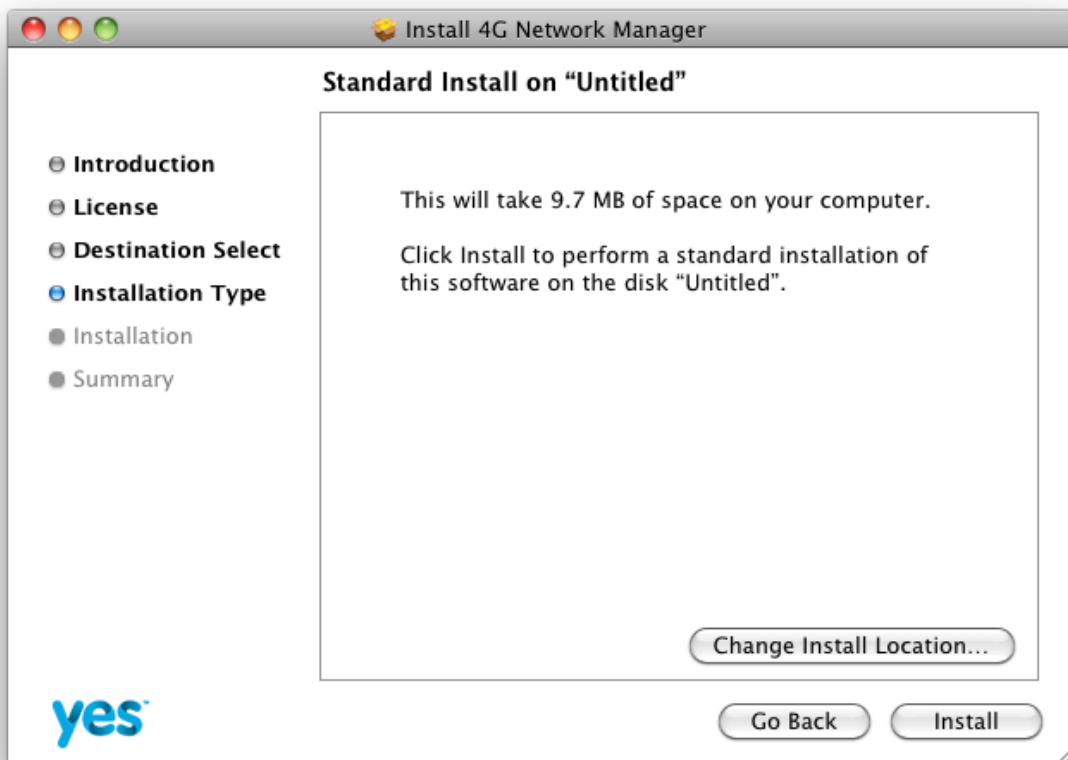 Install 4G Network Manager
Standard Install on “Untitled”
Introduction
License
Destination Select
Installation Type
Installation
Summary
This will take 9.7 MB of space on your computer.
Click Install to perform a standard installation of
this software on the disk “Untitled”.
Change Install Location...
yes™
Go Back
Install